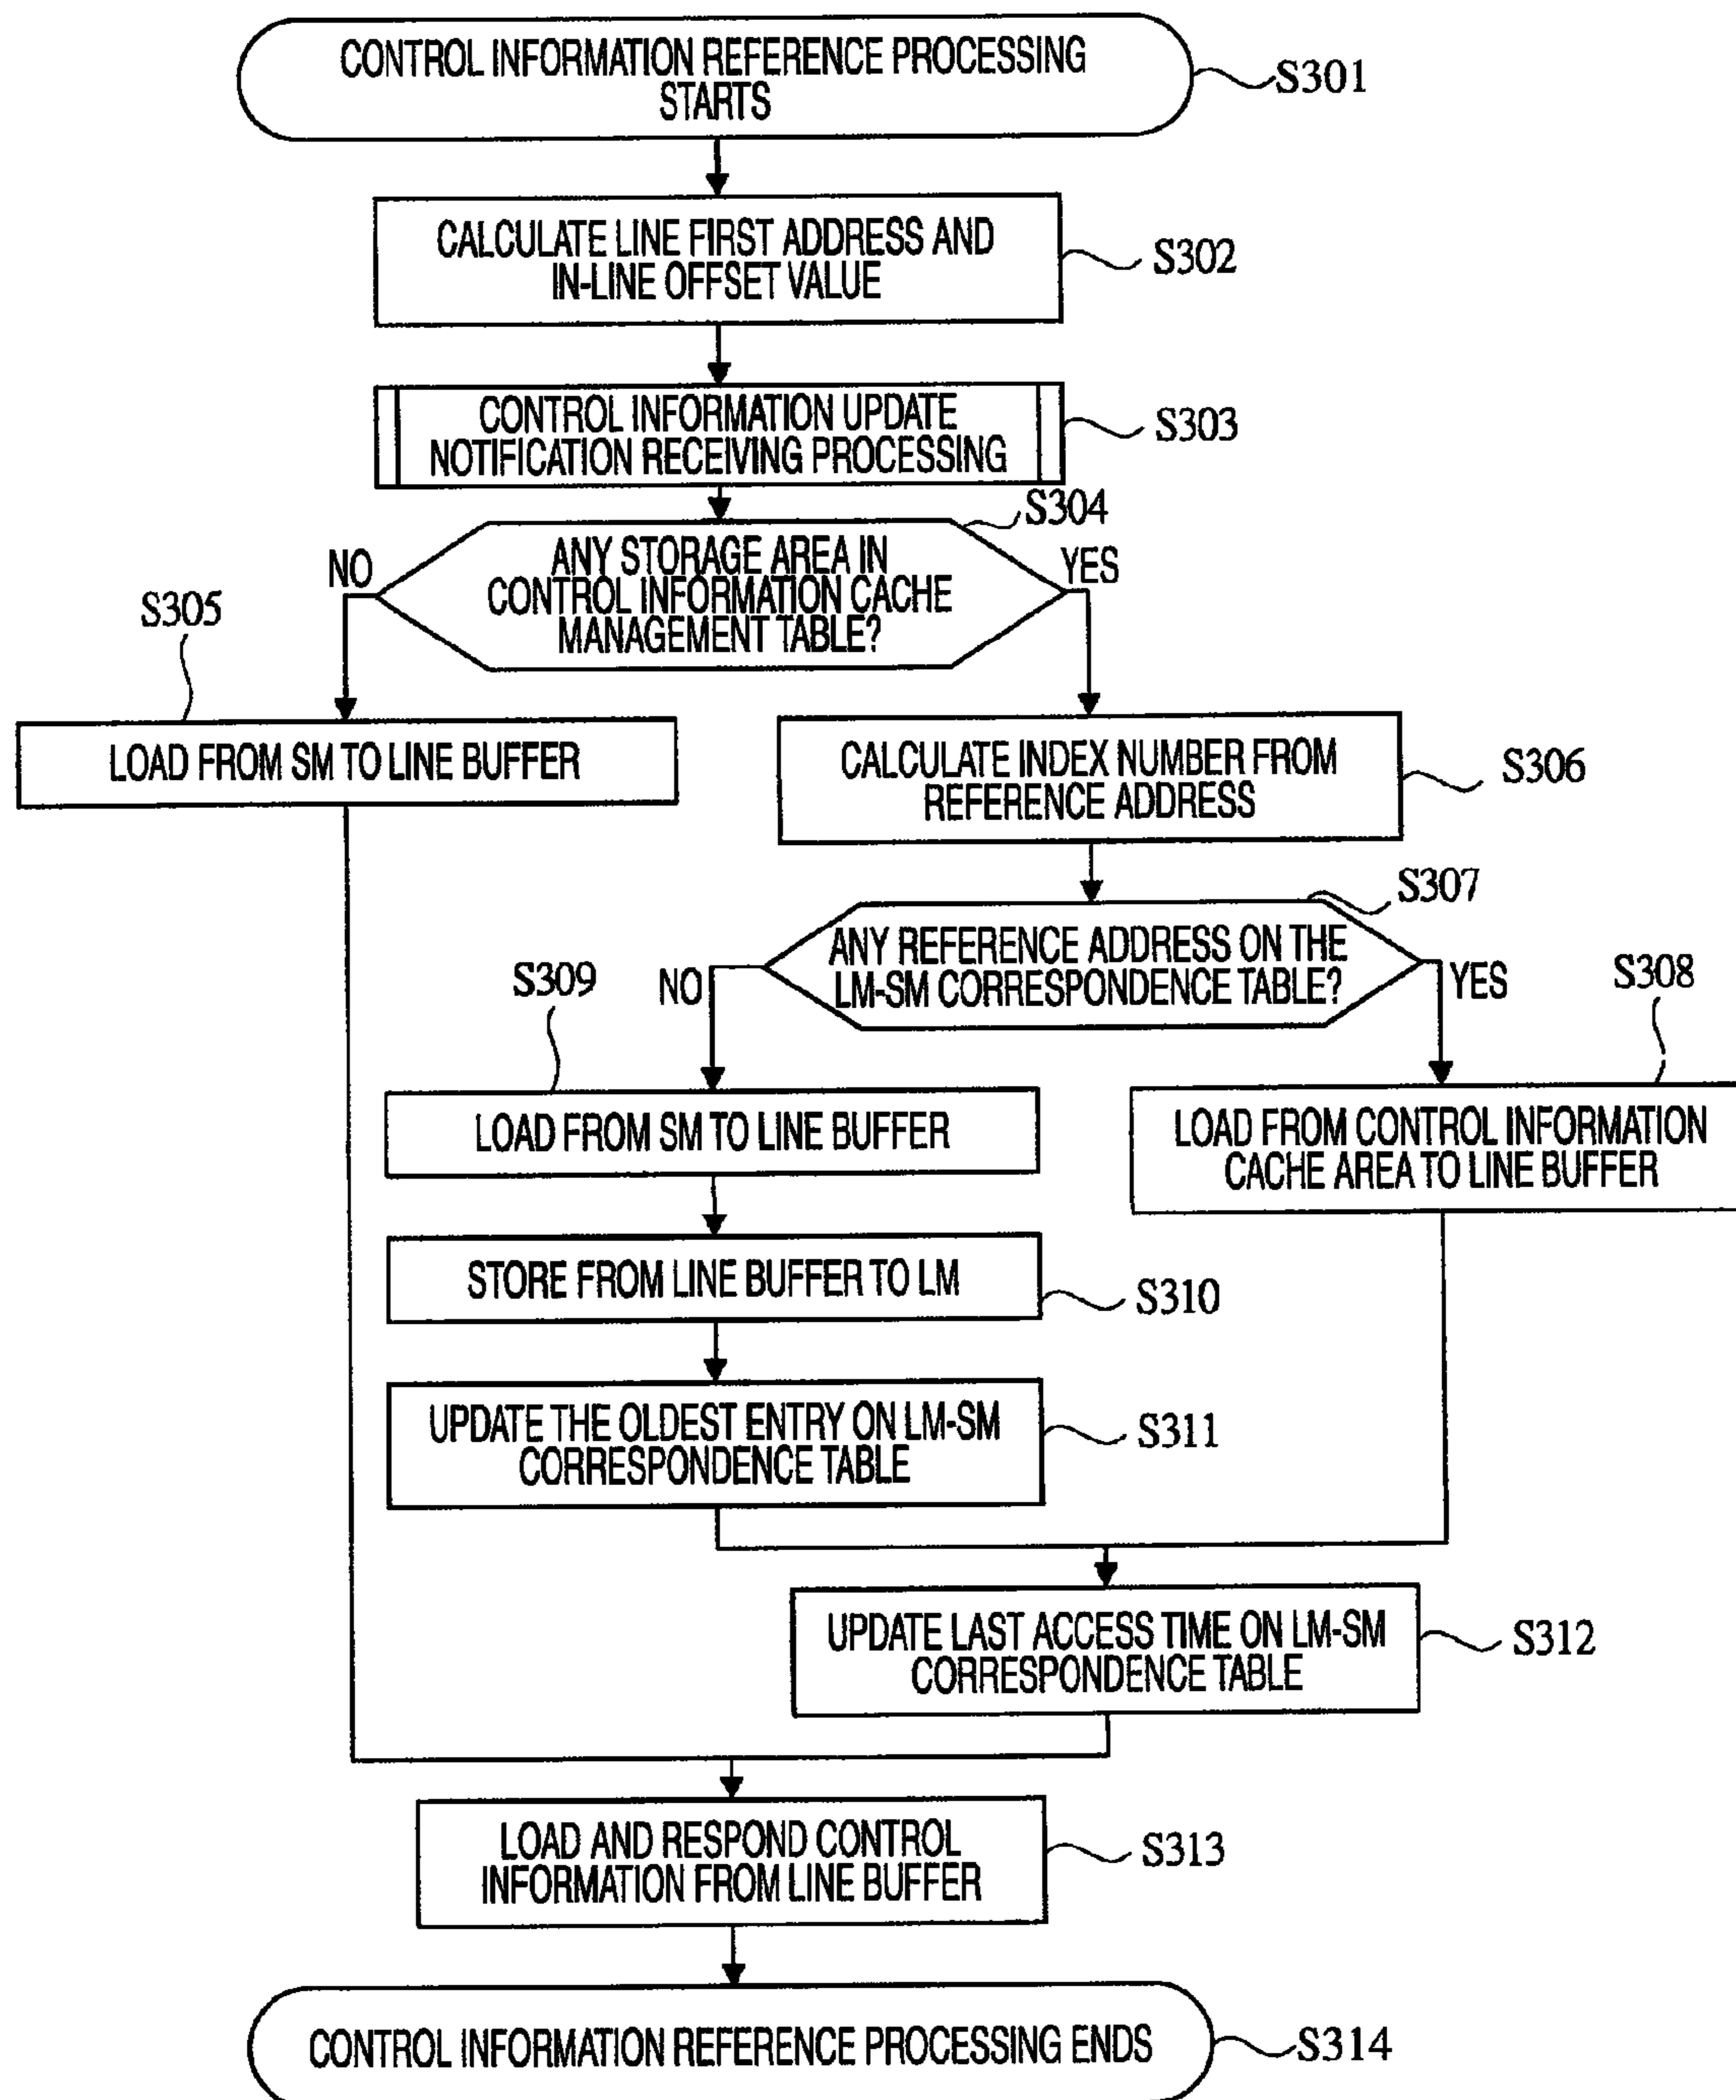 CONTROL INFORMATION REFERENCE PROCESSING
STARTS
S301
CALCULATE LINE FIRST ADDRESS AND
IN-LINE OFFSET VALUE
S302
CONTROL INFORMATION UPDATE
NOTIFICATION RECEIVING PROCESSING
S303
S304
ANY STORAGE AREA IN
CONTROL INFORMATION CACHE
MANAGEMENT TABLE?
NO
YES
S305
LOAD FROM SM TO LINE BUFFER
CALCULATE INDEX NUMBER FROM
REFERENCE ADDRESS
S306
S307
ANY REFERENCE ADDRESS ON THE
LM-SM CORRESPONDENCE TABLE?
NO
YES
S309
S308
LOAD FROM SM TO LINE BUFFER
LOAD FROM CONTROL INFORMATION
CACHE AREA TO LINE BUFFER
STORE FROM LINE BUFFER TO LM
S310
UPDATE THE OLDEST ENTRY ON LM-SM
CORRESPONDENCE TABLE
S311
UPDATE LAST ACCESS TIME ON LM-SM
CORRESPONDENCE TABLE
S312
LOAD AND RESPOND CONTROL
INFORMATION FROM LINE BUFFER
S313
CONTROL INFORMATION REFERENCE PROCESSING ENDS
S314